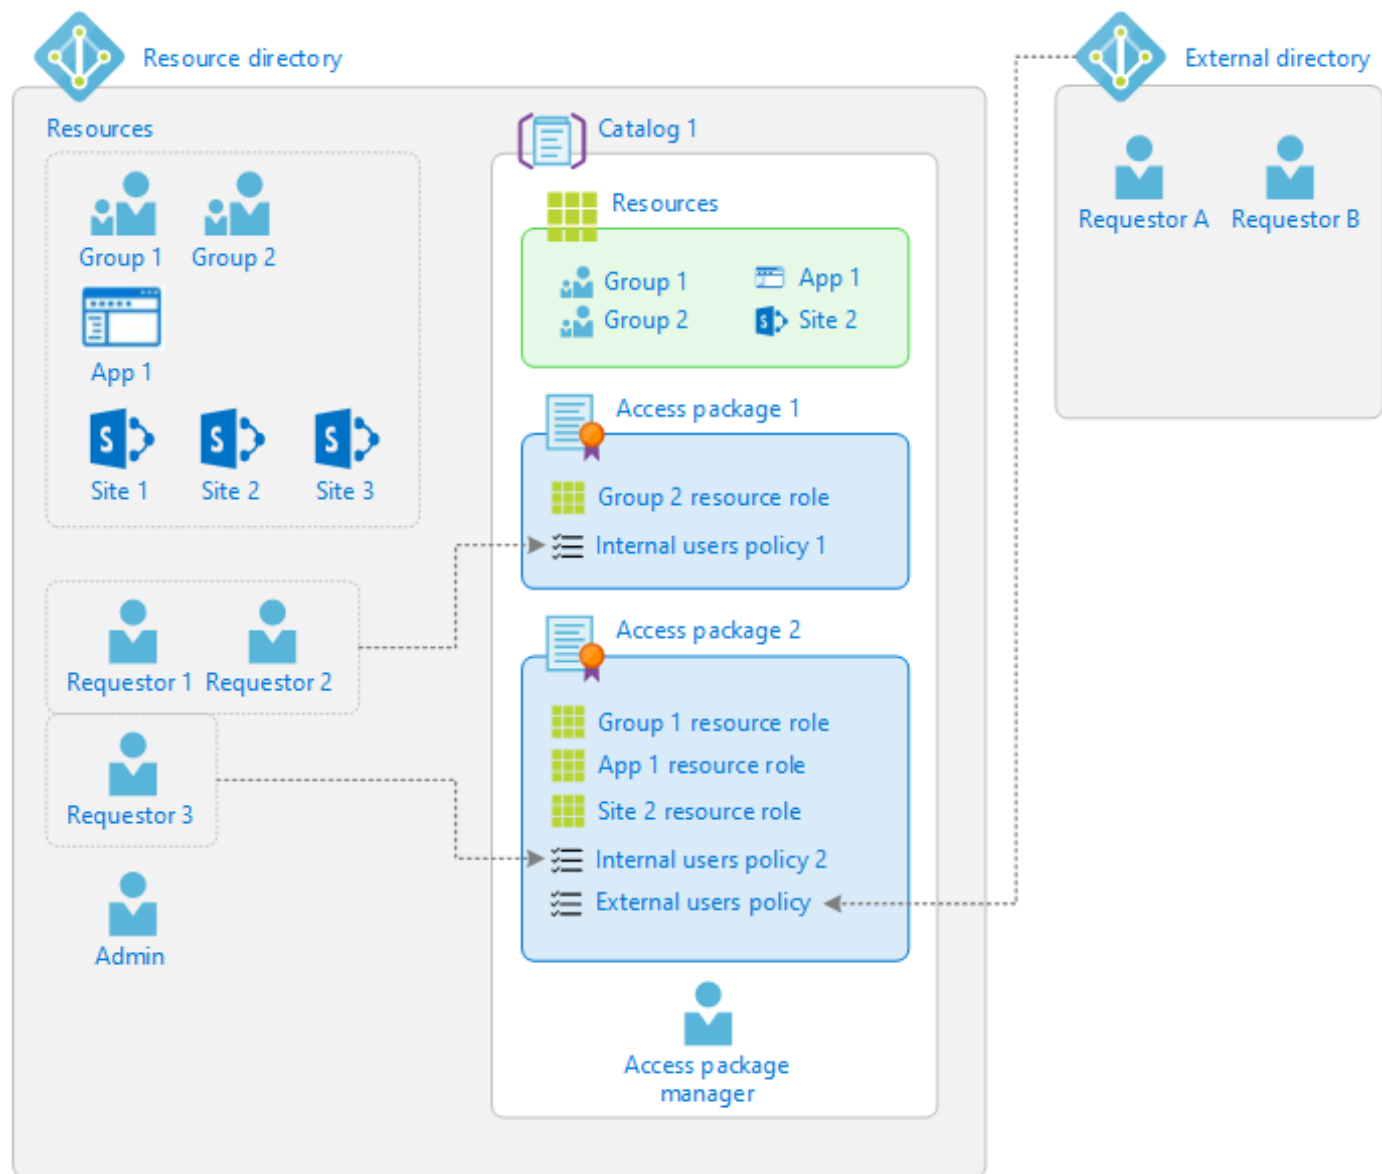 Resource directory
External directory
Resources
Group 1
Group 2
App 1
Site 1
Site 2
Site 3
Requestor 1
Requestor 2
Requestor 3
Admin
Catalog 1
Resources
Group 1
App 1
Group 2
Site 2
Access package 1
Group 2 resource role
Internal users policy 1
Access package 2
Group 1 resource role
App 1 resource role
Site 2 resource role
Internal users policy 2
External users policy
Access package
manager
Requestor A
Requestor B